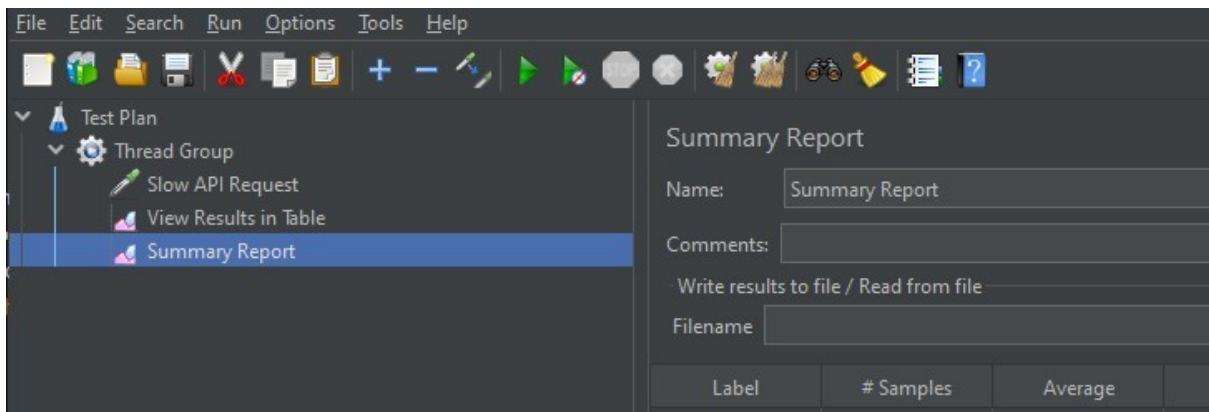 File Edit Search Run Options Tools Help
STOP
?
Test Plan
Thread Group
Slow API Request
View Results in Table
Summary Report
Summary Report
Name: Summary Report
Comments:
Write results to file / Read from file
Filename
Label # Samples Average